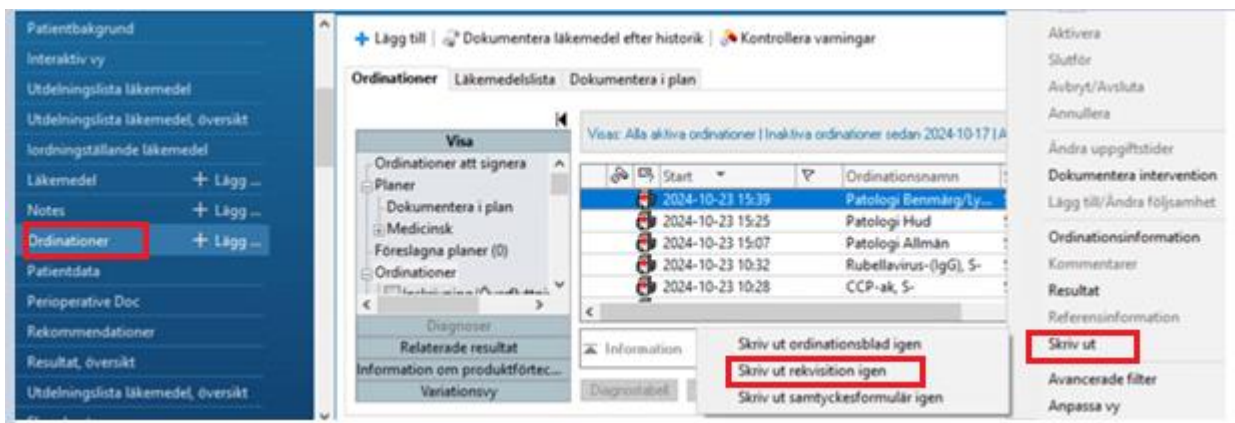 Patientbakgrund
Interaktiv vy
Utdelningslista läkemedel
Utdelningslista läkemedel, översikt
Iordningställande läkemedel
Läkemedel + Lägg ...
Notes + Lägg ...
Ordinationer + Lägg ...
Patientdata
Perioperative Doc
Rekommendationer
Resultat, översikt
Utdelningslista läkemedel, översikt
+ Lägg till | Dokumentera läkemedel efter historik | Kontrollera varningar
Ordinationer Läkemedelslista Dokumentera i plan
Visa
Ordinationer att signera
Planer
Dokumentera i plan
Medicinsk
Föreslagna planer (0)
Ordinationer
Diagnoser
Relaterade resultat
Information om produktförtec...
Variationsvy
Visas: Alla aktiva ordinationer | Inaktiva ordinationer sedan 2024-10-17 | A
Start Ordinationsnamn
2024-10-23 15:39 Patologi Benmärg/Ly...
2024-10-23 15:25 Patologi Hud
2024-10-23 15:07 Patologi Allmän
2024-10-23 10:32 Rubellavirus-(IgG), S-
2024-10-23 10:28 CCP-ak, S-
Information
Diagnostabell
Skriv ut ordinationsblad igen
Skriv ut rekvisition igen
Skriv ut samtyckesformulär igen
Aktivera
Slutför
Avbryt/Avsluta
Annullera
Ändra uppgiftstider
Dokumentera intervention
Lägg till/Ändra följsamhet
Ordinationsinformation
Kommentarer
Resultat
Referensinformation
Skriv ut
Avancerade filter
Anpassa vy